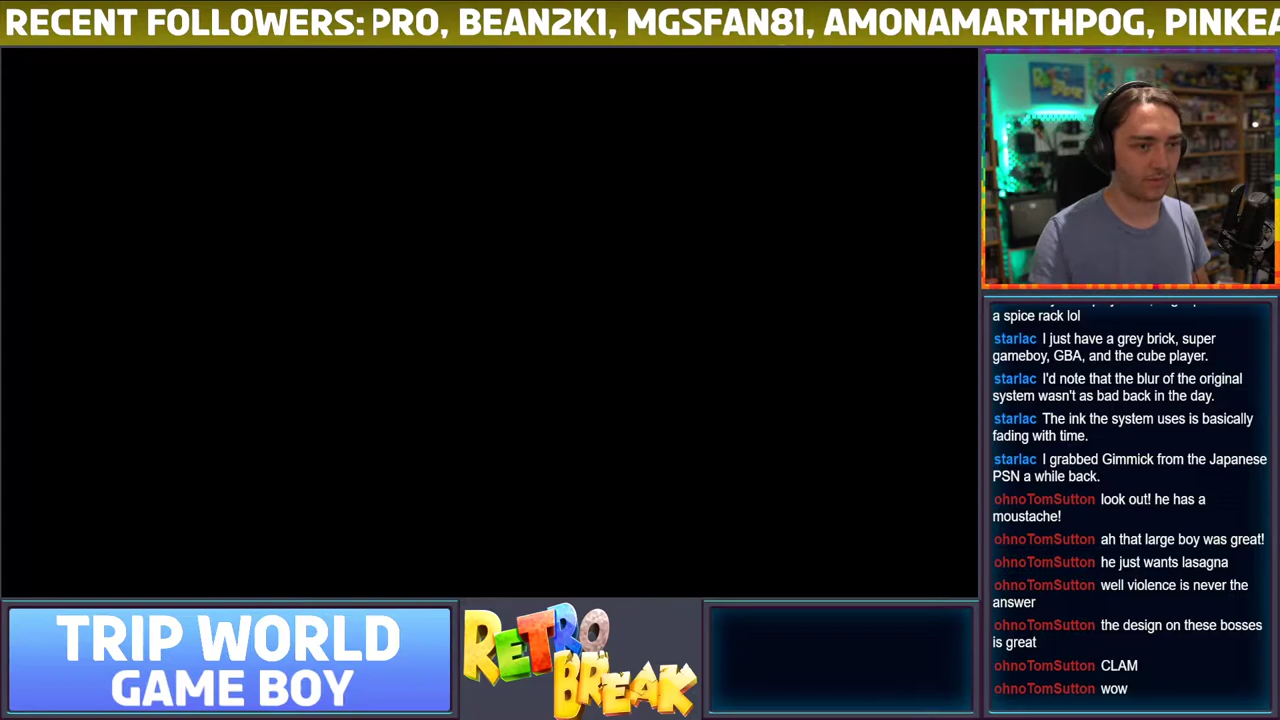 RECENT FOLLOWERS: PRO, BEAN2K1, MGSFAN81, AMONAMARTHPOG, PINKEA
a spice rack lol
starlac I just have a grey brick, super
gameboy, GBA, and the cube player.
starlac I'd note that the blur of the original
system wasn't as bad back in the day.
starlac The ink the system uses is basically
fading with time.
starlac I grabbed Gimmick from the Japanese
PSN a while back.
ohnoTomSutton look out! he has a
moustache!
ohnoTomSutton ah that large boy was great!
ohnoTomSutton he just wants lasagna
ohnoTomSutton well violence is never the
answer
ohnoTomSutton the design on these bosses
is great
ohnoTomSutton CLAM
ohnoTomSutton wow
TRIP WORLD
GAME BOY
RETRO
BREAK